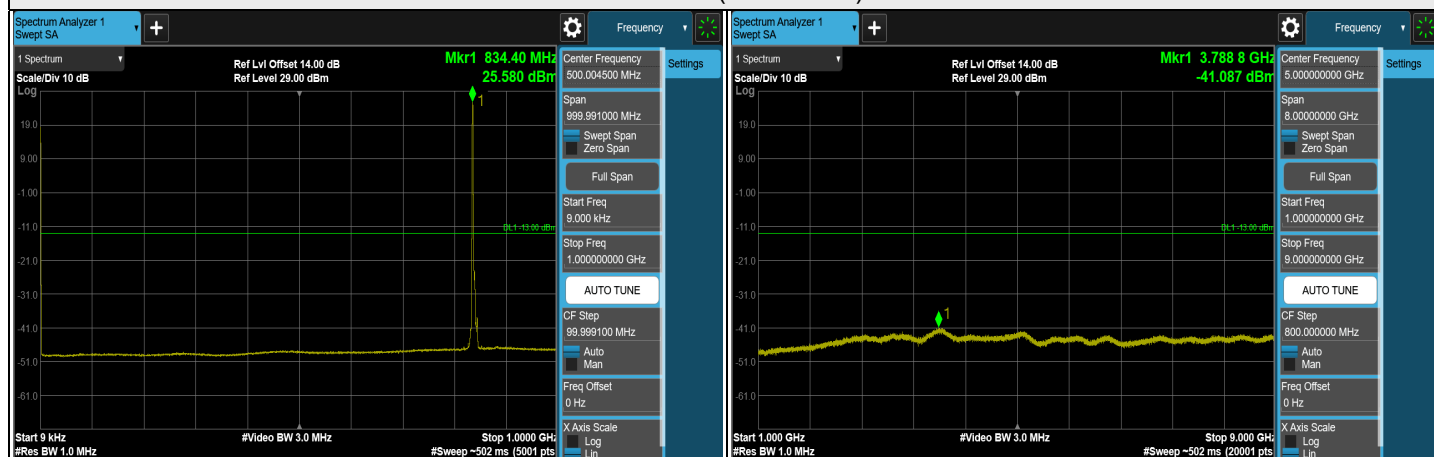 Spectrum Analyzer 1
Swept SA
+
Frequency
1 Spectrum
Scale/Div 10 dB
Log
Ref Lvl Offset 14.00 dB
Ref Level 29.00 dBm
Mkr1 834.40 MHz
25.580 dBm
1
19.0
9.00
-1.00
-11.0
-21.0
-31.0
-41.0
-51.0
-61.0
DL1 -13.00 dBm
Start 9 kHz
#Res BW 1.0 MHz
#Video BW 3.0 MHz
Stop 1.0000 GHz
#Sweep ~502 ms (5001 pts
Center Frequency
500.004500 MHz
Span
999.991000 MHz
Swept Span
Zero Span
Full Span
Start Freq
9.000 kHz
Stop Freq
1.000000000 GHz
AUTO TUNE
CF Step
99.999100 MHz
Auto
Man
Freq Offset
0 Hz
X Axis Scale
Log
Lin
Settings
Spectrum Analyzer 1
Swept SA
+
Frequency
1 Spectrum
Scale/Div 10 dB
Log
Ref Lvl Offset 14.00 dB
Ref Level 29.00 dBm
Mkr1 3.788 8 GHz
-41.087 dBm
1
19.0
9.00
-1.00
-11.0
-21.0
-31.0
-41.0
-51.0
-61.0
DL1 -13.00 dBm
Start 1.000 GHz
#Res BW 1.0 MHz
#Video BW 3.0 MHz
Stop 9.000 GHz
#Sweep ~502 ms (20001 pts
Center Frequency
5.000000000 GHz
Span
8.00000000 GHz
Swept Span
Zero Span
Full Span
Start Freq
1.000000000 GHz
Stop Freq
9.000000000 GHz
AUTO TUNE
CF Step
800.000000 MHz
Auto
Man
Freq Offset
0 Hz
X Axis Scale
Log
Lin
Settings